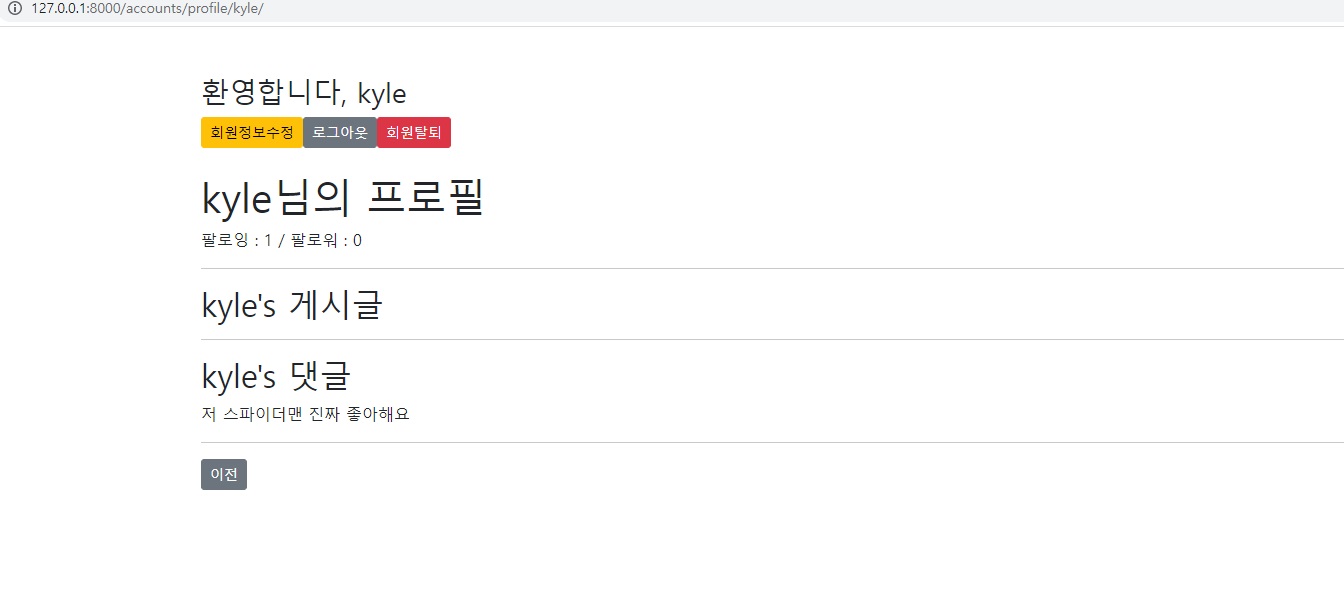 127.0.0.1:8000/accounts/profile/kyle/
환영합니다, kyle
회원정보수정 로그아웃 회원탈퇴
kyle님의 프로필
팔로잉 : 1 / 팔로워 : 0
kyle's 게시글
kyle's 댓글
저 스파이더맨 진짜 좋아해요
이전